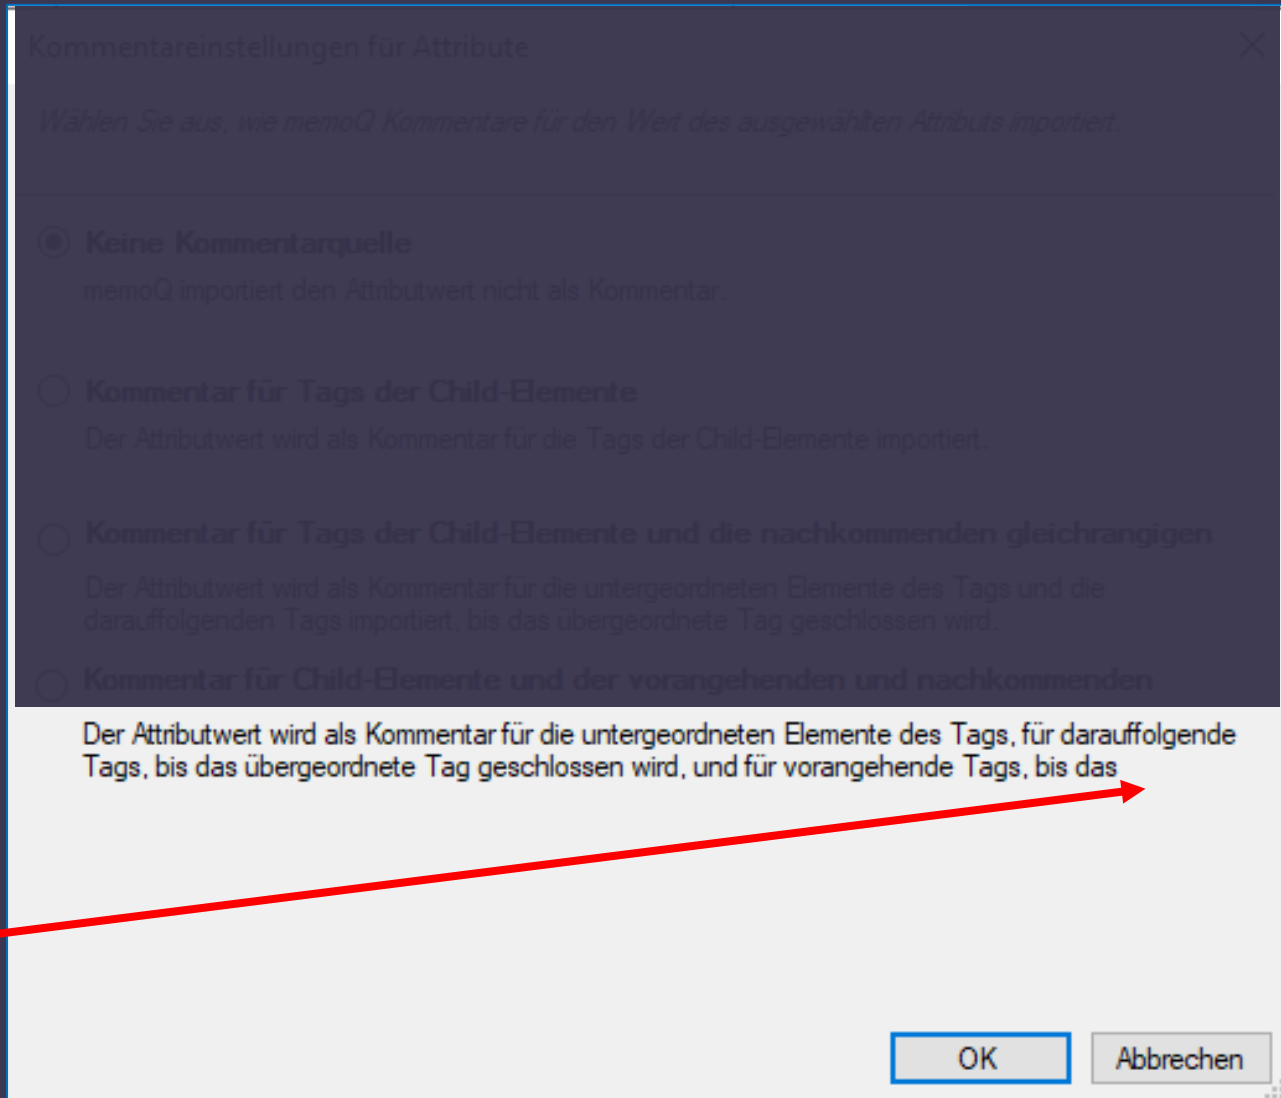 Kommentareinstellungen für Attribute
Wählen Sie aus, wie memoQ Kommentare für den Wert des ausgewählten Attributs importiert.
Keine Kommentarquelle
memoQ importiert den Attributwert nicht als Kommentar.
Kommentar für Tags der Child-Elemente
Der Attributwert wird als Kommentar für die Tags der Child-Elemente importiert.
Kommentar für Tags der Child-Elemente und die nachkommenden gleichrangigen
Der Attributwert wird als Kommentar für die untergeordneten Elemente des Tags und die
darauffolgenden Tags importiert, bis das übergeordnete Tag geschlossen wird.
Kommentar für Child-Elemente und der vorangehenden und nachkommenden
Der Attributwert wird als Kommentar für die untergeordneten Elemente des Tags, für darauffolgende
Tags, bis das übergeordnete Tag geschlossen wird, und für vorangehende Tags, bis das
OK
Abbrechen